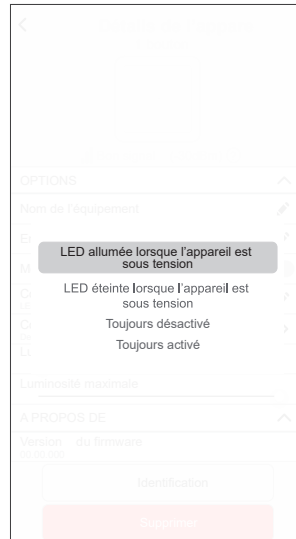 OPTIONS
Nom de l'équipement
LED allumée lorsque l'appareil est
sous tension
LED éteinte lorsque l'appareil est
sous tension
Toujours désactivé
Toujours activé
Luminosité maximale
A PROPOS DE
Version du firmware
Identification
Supprimer